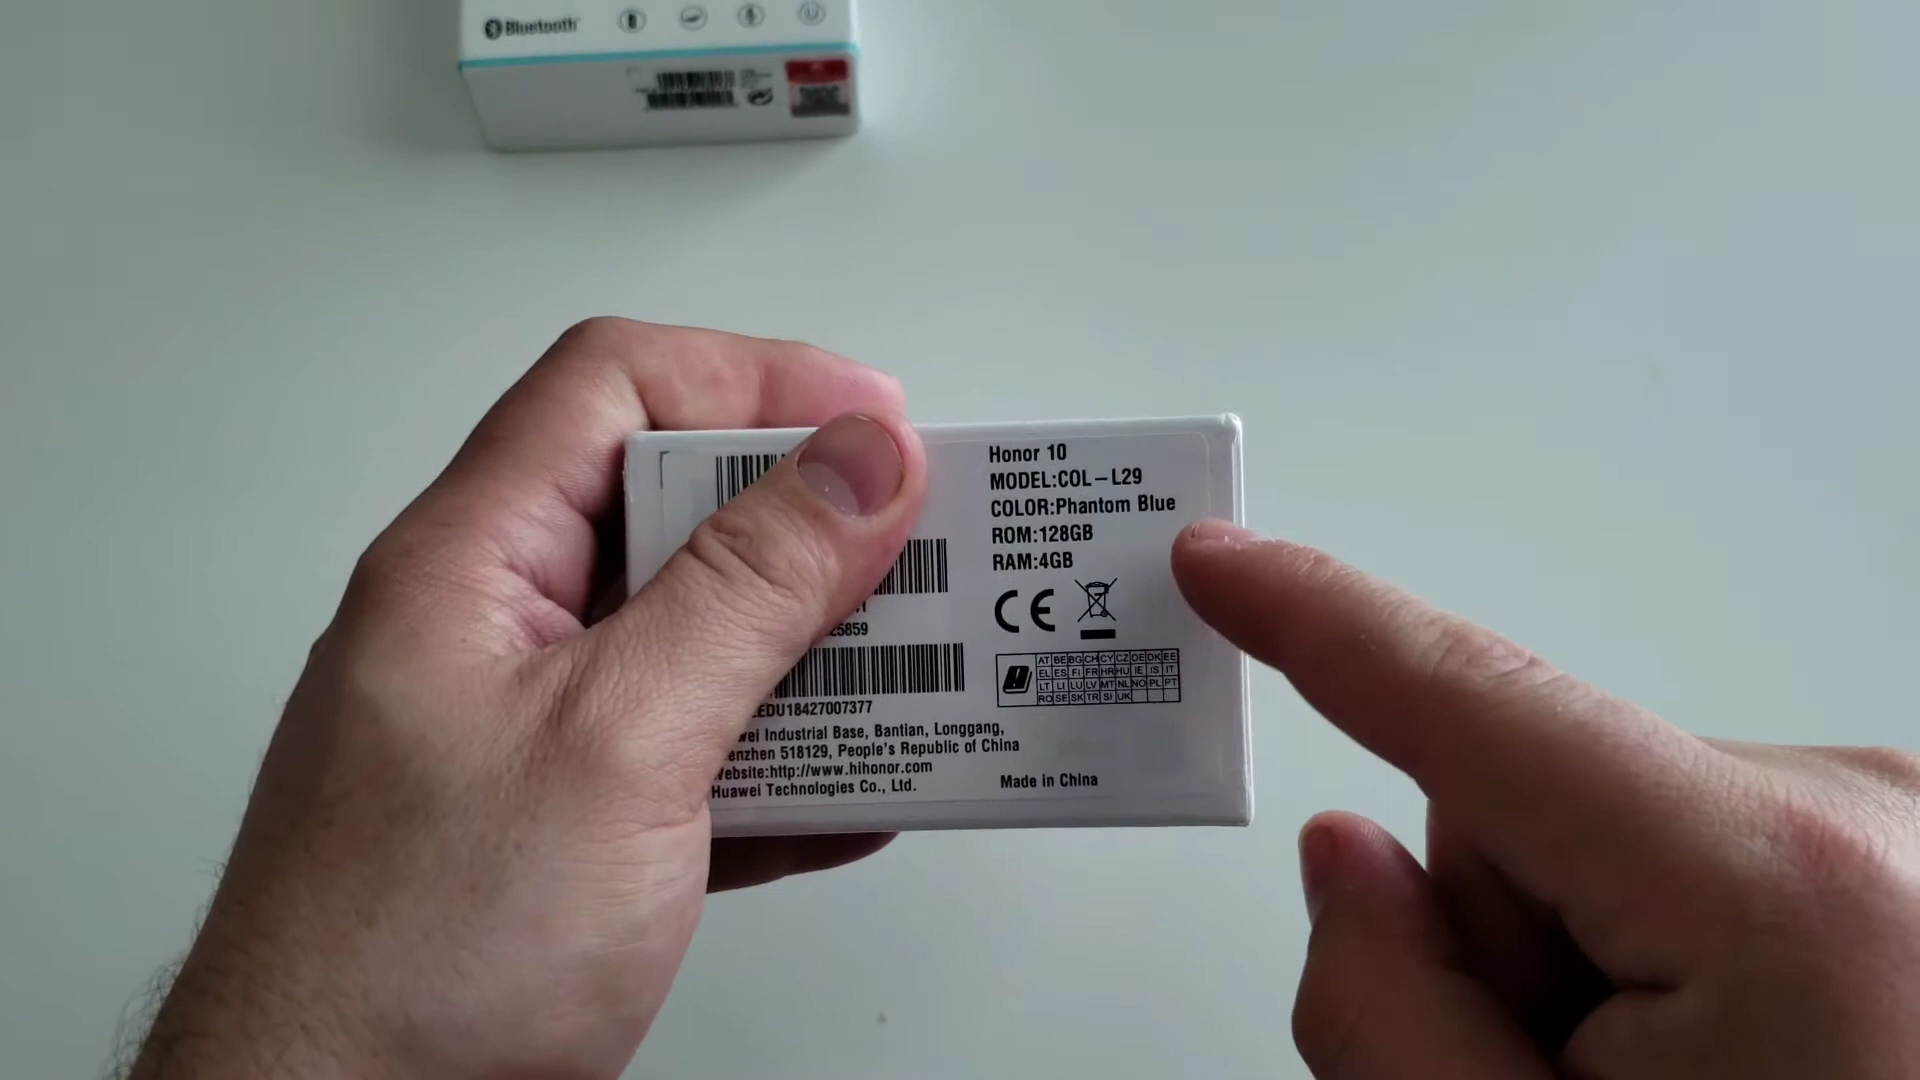 Bluetooth
Honor 10
MODEL:COL-L29
COLOR:Phantom Blue
ROM:128GB
RAM:4GB
CE
25859
AT BE BG CH CY CZ DE DK EE
EL ES FI FR HR HU IE IS IT
LT LI LU LV MT NL NO PL PT
RO SE SK TR SI UK
EDU18427007377
wei Industrial Base, Bantian, Longgang,
enzhen 518129, People's Republic of China
Website:http://www.hihonor.com
Huawei Technologies Co., Ltd.
Made in China